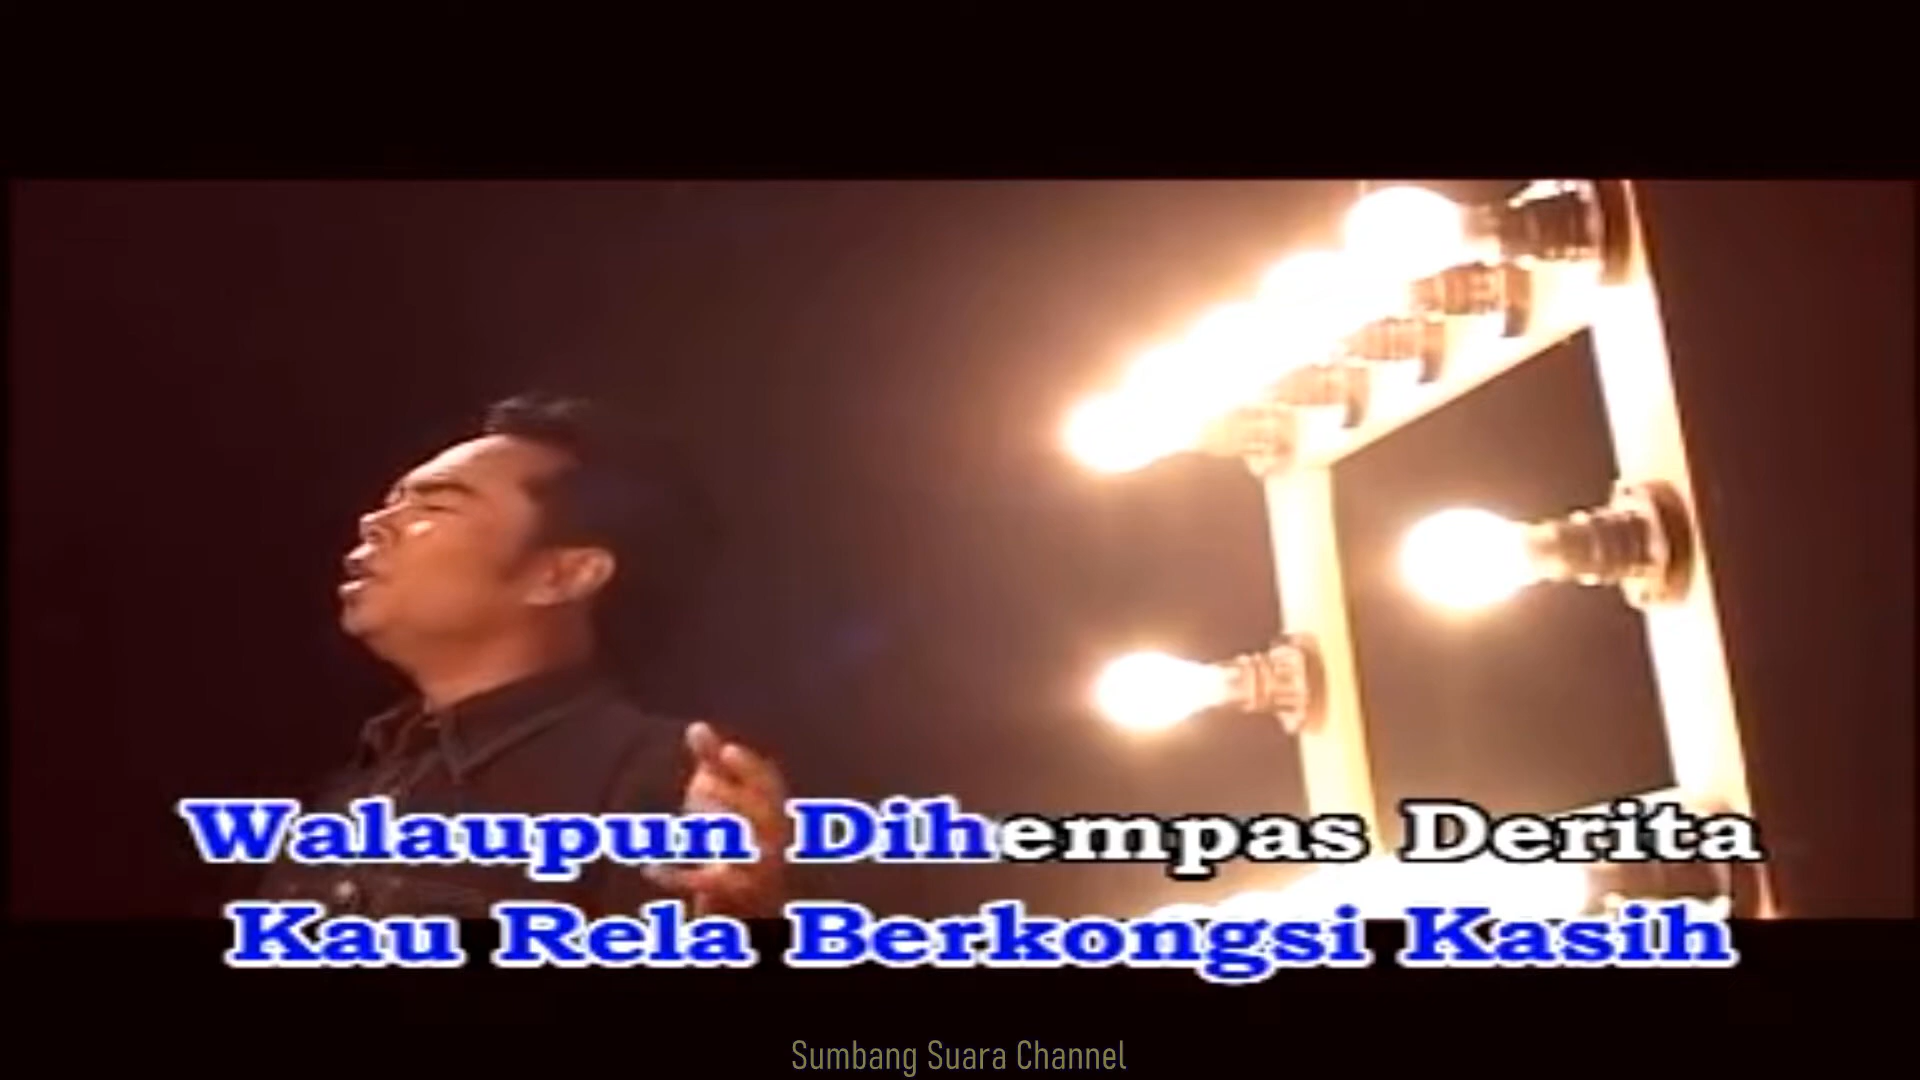 Walaupun Dihempas Derita
Kau Rela Berkongsi Kasih
Sumbang Suara Channel